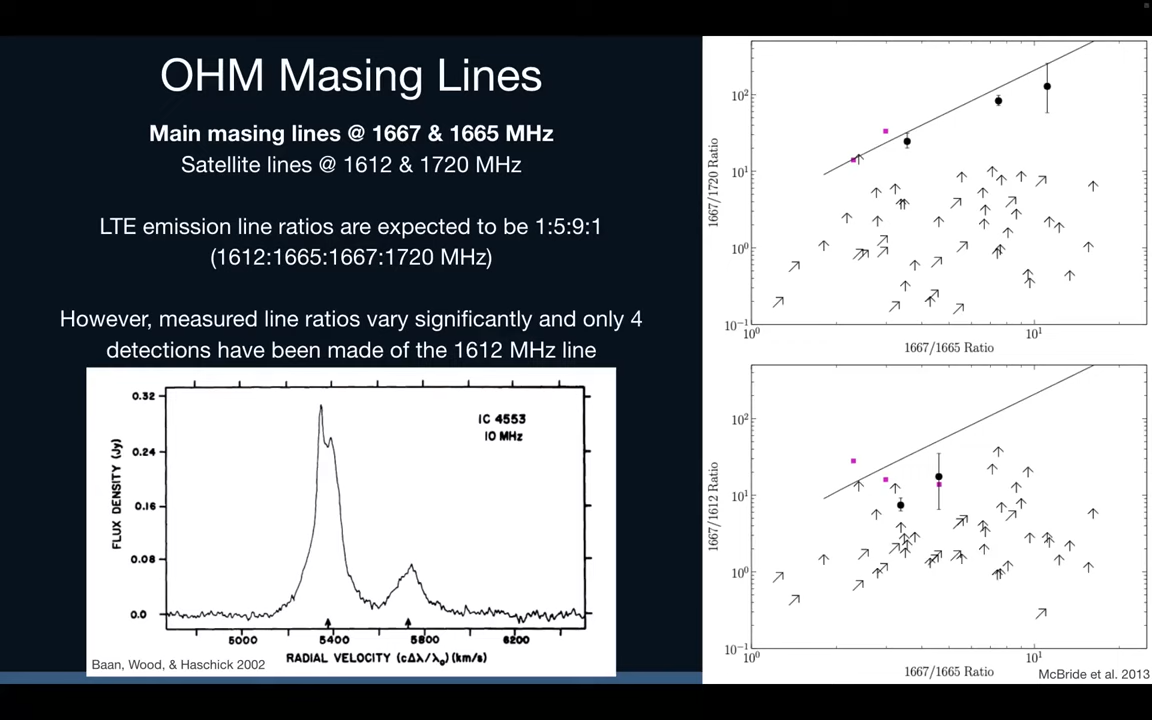 OHM Masing Lines
Main masing lines @ 1667 & 1665 MHz
Satellite lines @ 1612 & 1720 MHz
LTE emission line ratios are expected to be 1:5:9:1
(1612:1665:1667:1720 MHz)
However, measured line ratios vary significantly and only 4
detections have been made of the 1612 MHz line
IC 4553
10 MHz
FLUX DENSITY (Jy)
0.32
0.24
0.16
0.08
0.0
5000 5400 5800 6200
RADIAL VELOCITY (cΔλ/λ₀) (km/s)
Baan, Wood, & Haschick 2002
1667/1720 Ratio
10²
10¹
10⁰
10⁻¹
10⁰ 10¹
1667/1665 Ratio
1667/1612 Ratio
10²
10¹
10⁰
10⁻¹
10⁰ 10¹
1667/1665 Ratio
McBride et al. 2013